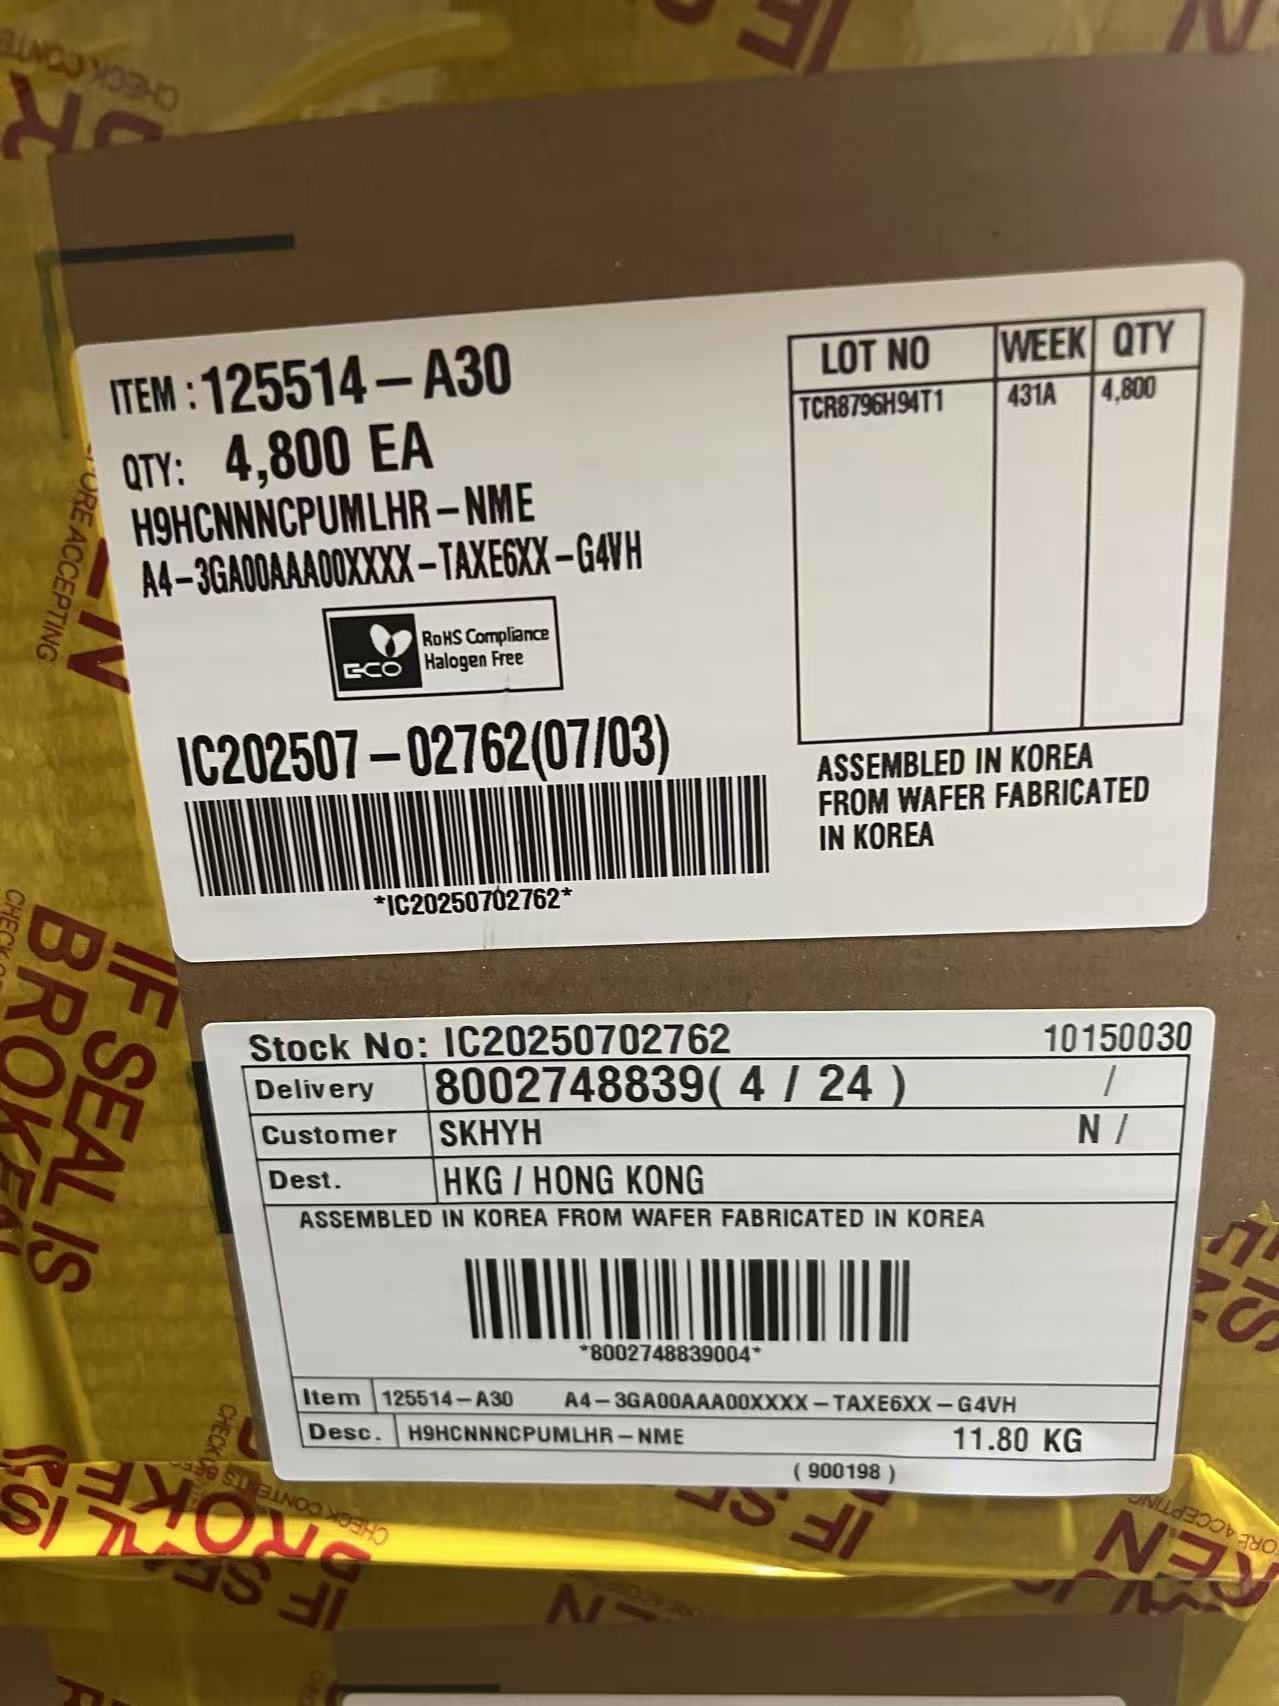 ITEM : 125514-A30
QTY: 4,800 EA
H9HCNNNCPUMLHR-NME
A4-3GA00AAA00XXXX-TAXE6XX-G4VH
ECO
RoHS Compliance
Halogen Free
IC202507-02762(07/03)
*IC20250702762*
LOT NO WEEK QTY
TCR8796H94T1 431A 4,800
ASSEMBLED IN KOREA
FROM WAFER FABRICATED
IN KOREA
Stock No: IC20250702762 10150030
Delivery 8002748839( 4 / 24 ) /
Customer SKHYH N /
Dest. HKG / HONG KONG
ASSEMBLED IN KOREA FROM WAFER FABRICATED IN KOREA
*8002748839004*
Item 125514-A30 A4-3GA00AAA00XXXX-TAXE6XX-G4VH
Desc. H9HCNNNCPUMLHR-NME 11.80 KG
( 900198 )
IF SEAL IS
BROKEN